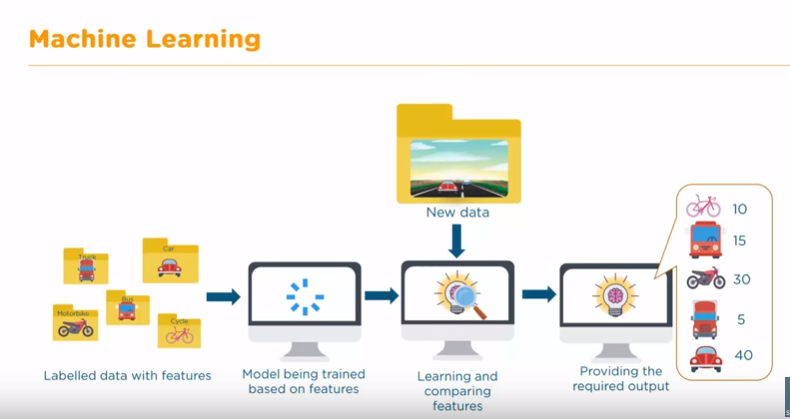 Machine Learning
New data
Truck
Car
Motorbike
Bus
Cycle
10
15
30
5
40
Labelled data with features
Model being trained
based on features
Learning and
comparing
features
Providing the
required output